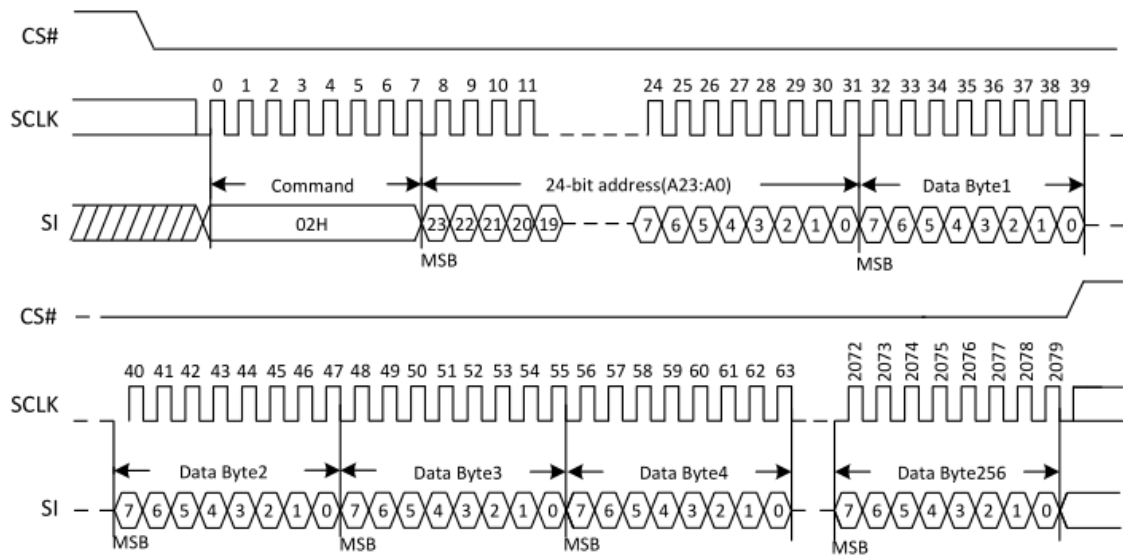 CS#
0 1 2 3 4 5 6 7 8 9 10 11 24 25 26 27 28 29 30 31 32 33 34 35 36 37 38 39
SCLK
Command 24-bit address(A23:A0) Data Byte1
SI 02H 23 22 21 20 19 7 6 5 4 3 2 1 0 7 6 5 4 3 2 1 0
MSB MSB
CS#
40 41 42 43 44 45 46 47 48 49 50 51 52 53 54 55 56 57 58 59 60 61 62 63 2072 2073 2074 2075 2076 2077 2078 2079
SCLK
Data Byte2 Data Byte3 Data Byte4 Data Byte256
SI 7 6 5 4 3 2 1 0 7 6 5 4 3 2 1 0 7 6 5 4 3 2 1 0 7 6 5 4 3 2 1 0
MSB MSB MSB MSB